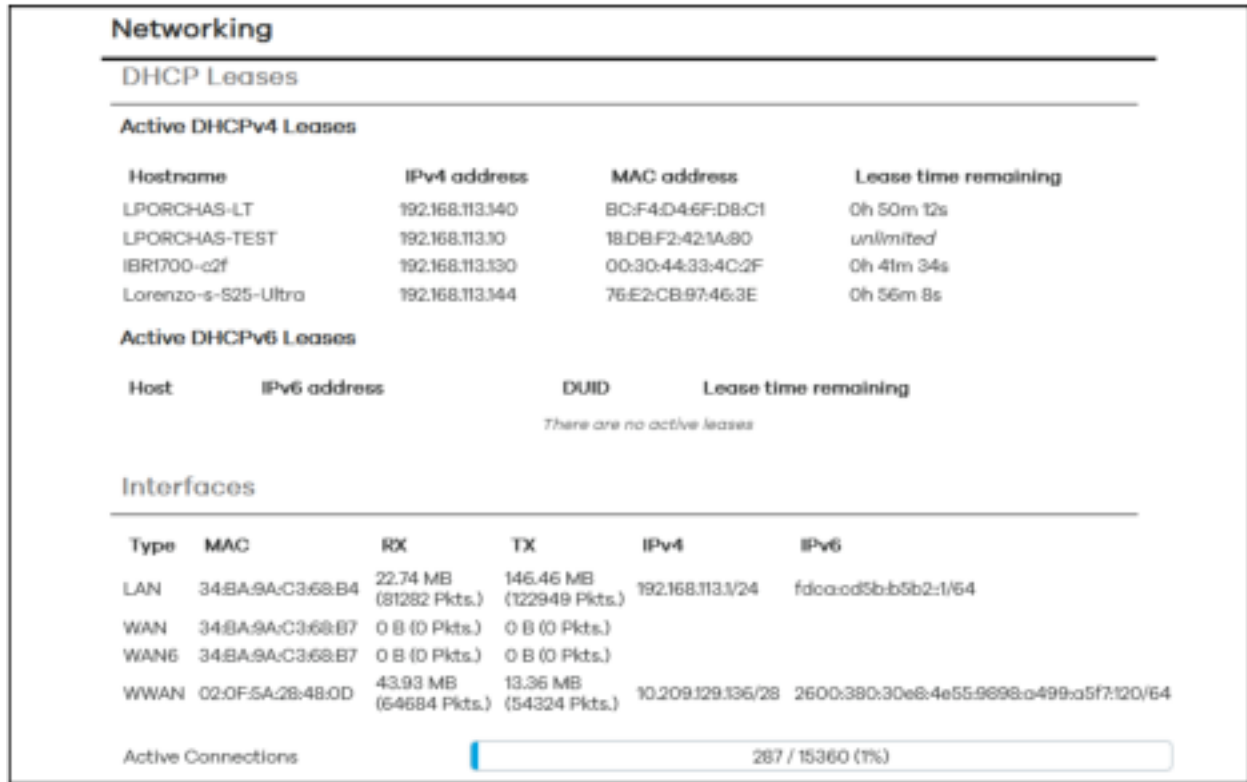 Networking
DHCP Leases
Active DHCPv4 Leases
Hostname IPv4 address MAC address Lease time remaining
LPORCHAS-LT 192.168.113.140 BC:F4:D4:6F:D8:C1 0h 50m 12s
LPORCHAS-TEST 192.168.113.10 18:DB:F2:42:1A:80 unlimited
IBR1700-c2f 192.168.113.130 00:30:44:33:4C:2F 0h 41m 34s
Lorenzo-s-S25-Ultra 192.168.113.144 76:E2:CB:97:46:3E 0h 56m 8s
Active DHCPv6 Leases
Host IPv6 address DUID Lease time remaining
There are no active leases
Interfaces
Type MAC RX TX IPv4 IPv6
LAN 34:BA:9A:C3:68:B4 22.74 MB (81282 Pkts.) 146.46 MB (122949 Pkts.) 192.168.113.1/24 fdca:cd5b:b5b2::1/64
WAN 34:BA:9A:C3:68:B7 0 B (0 Pkts.) 0 B (0 Pkts.)
WAN6 34:BA:9A:C3:68:B7 0 B (0 Pkts.) 0 B (0 Pkts.)
WWAN 02:0F:5A:28:48:0D 43.93 MB (64684 Pkts.) 13.36 MB (54324 Pkts.) 10.209.129.136/28 2600:380:30e8:4e55:9898:a499:a5f7:120/64
Active Connections 287 / 15360 (1%)